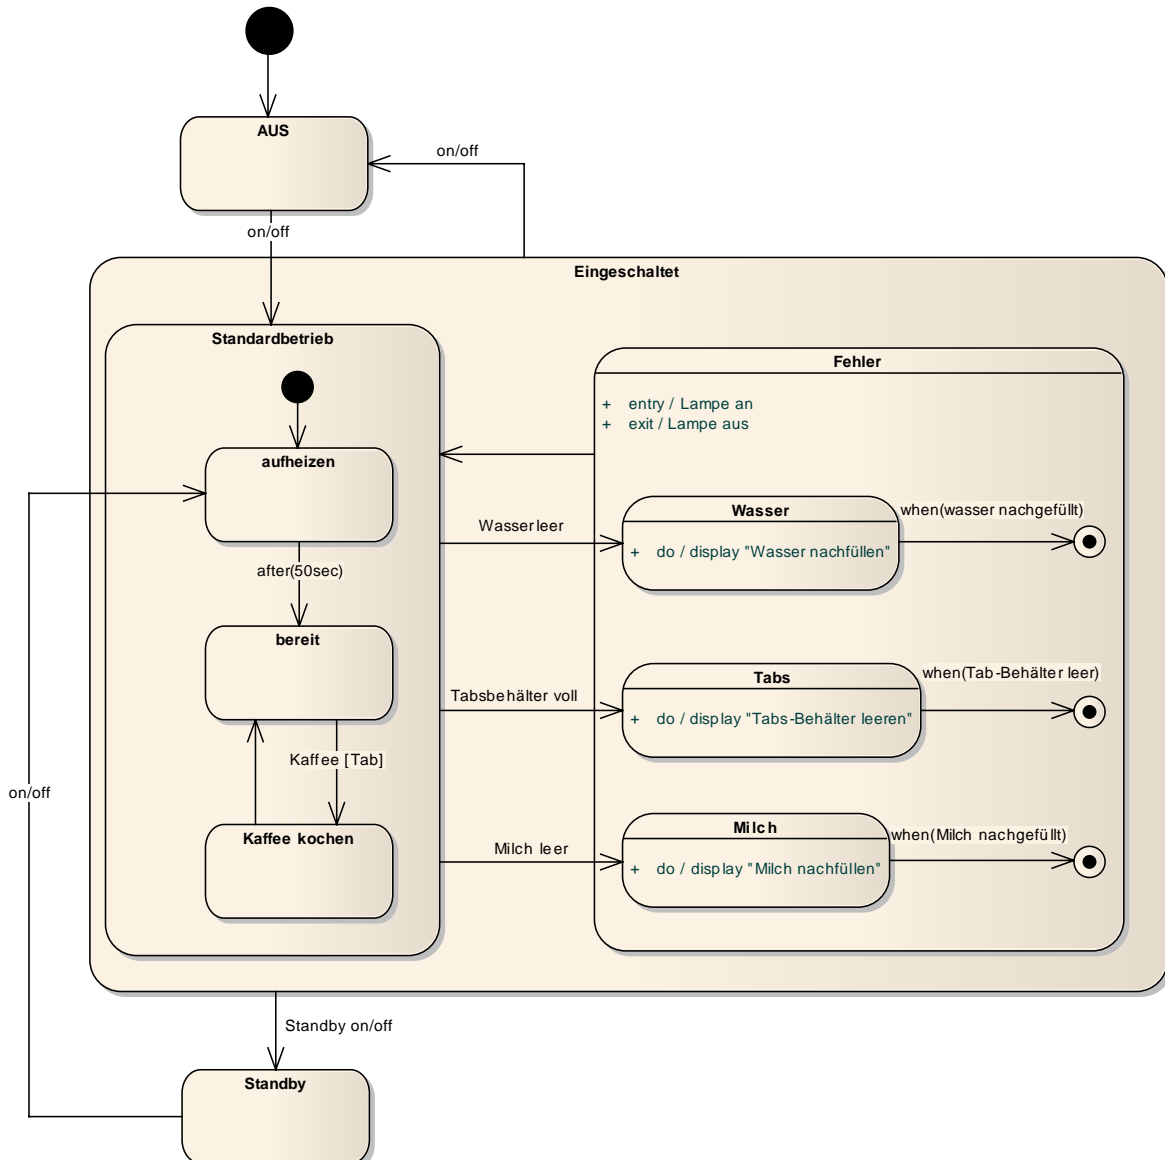 AUS
on/off
on/off
Eingeschaltet
Standardbetrieb
Fehler
+ entry / Lampe an
+ exit / Lampe aus
aufheizen
Wasser leer
Wasser
when(wasser nachgefüllt)
+ do / display "Wasser nachfüllen"
after(50sec)
bereit
Tabsbehälter voll
Tabs
when(Tab-Behälter leer)
+ do / display "Tabs-Behälter leeren"
Kaffee [Tab]
on/off
Kaffee kochen
Milch leer
Milch
when(Milch nachgefüllt)
+ do / display "Milch nachfüllen"
Standby on/off
Standby